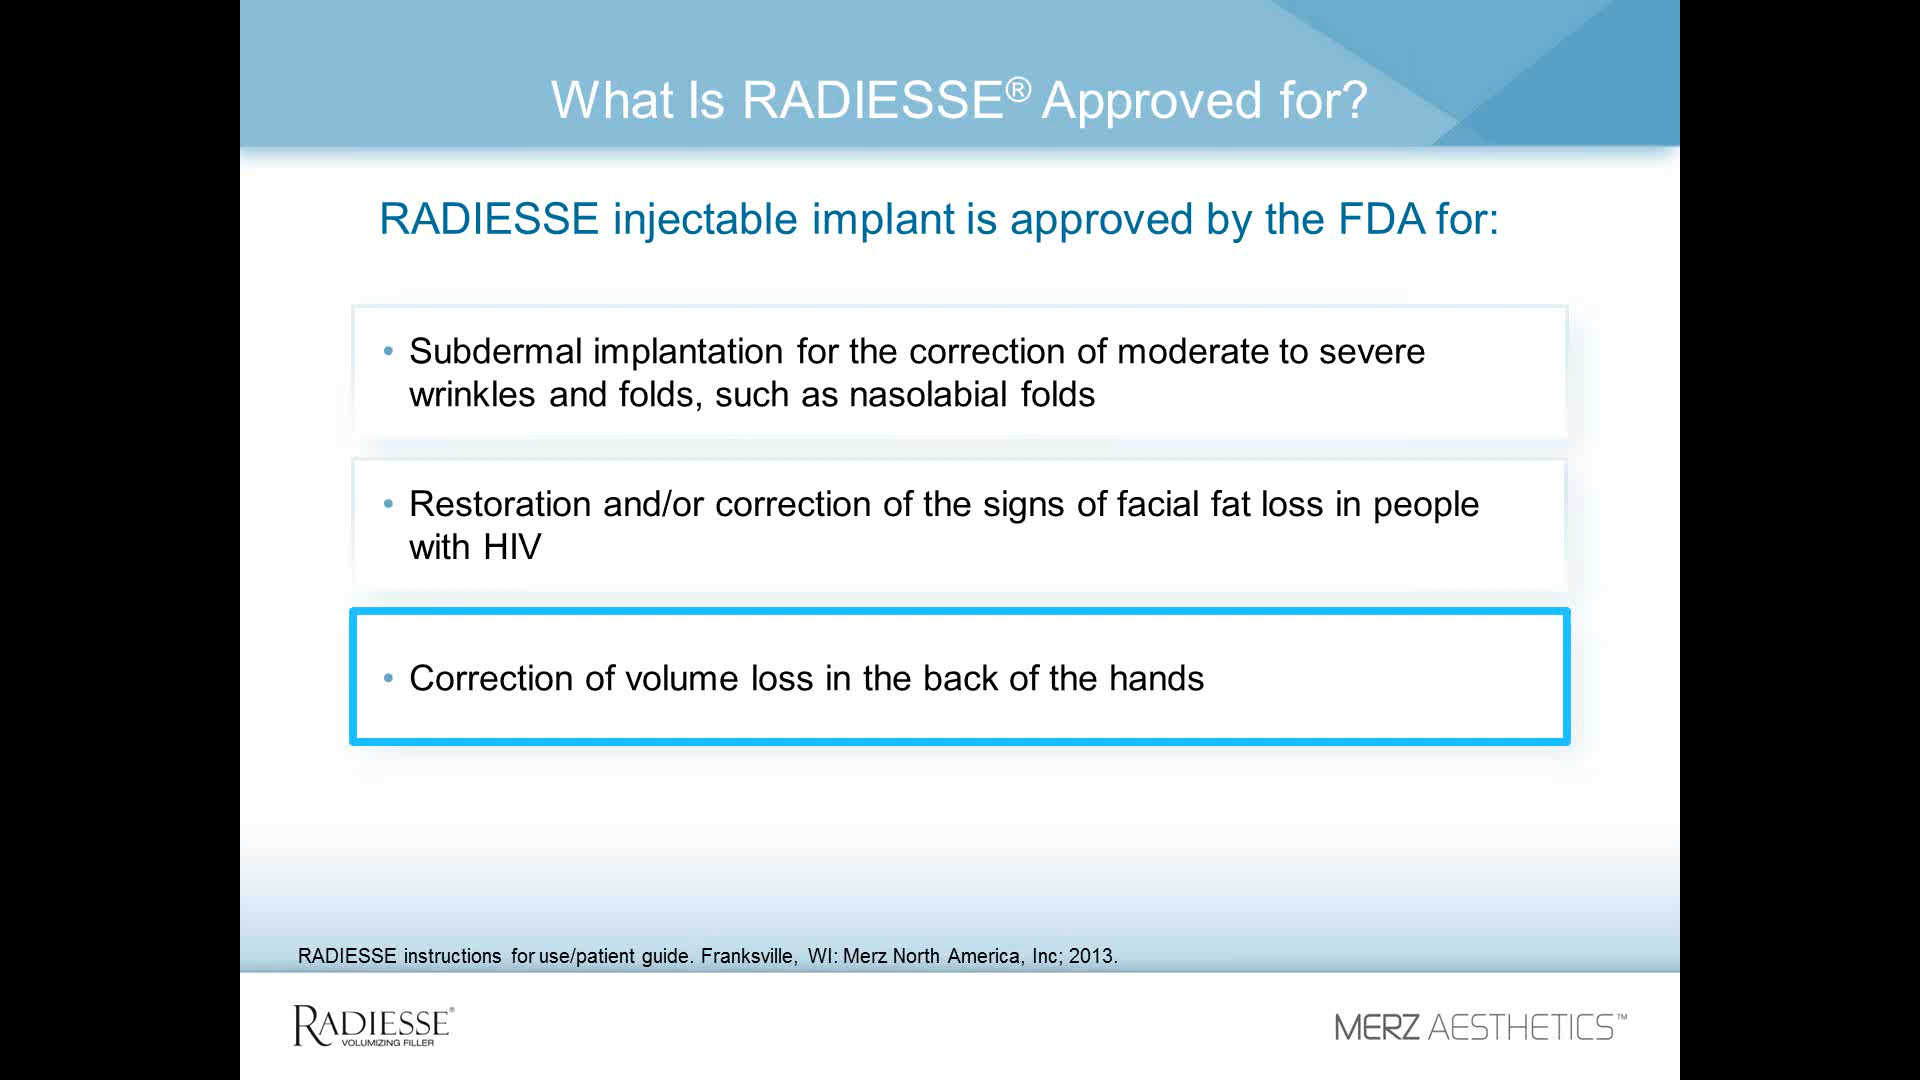 What Is RADIESSE® Approved for?
RADIESSE injectable implant is approved by the FDA for:
• Subdermal implantation for the correction of moderate to severe
wrinkles and folds, such as nasolabial folds
• Restoration and/or correction of the signs of facial fat loss in people
with HIV
• Correction of volume loss in the back of the hands
RADIESSE instructions for use/patient guide. Franksville, WI: Merz North America, Inc; 2013.
RADIESSE®
VOLUMIZING FILLER
MERZ AESTHETICS™